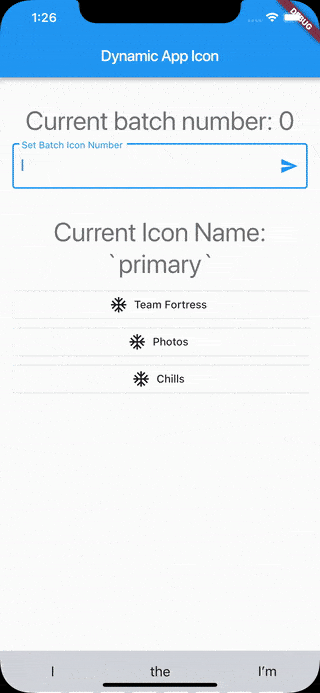 1:26
DEBUG
Dynamic App Icon
Current batch number: 0
Set Batch Icon Number
Current Icon Name:
`primary`
Team Fortress
Photos
Chills
I the I'm